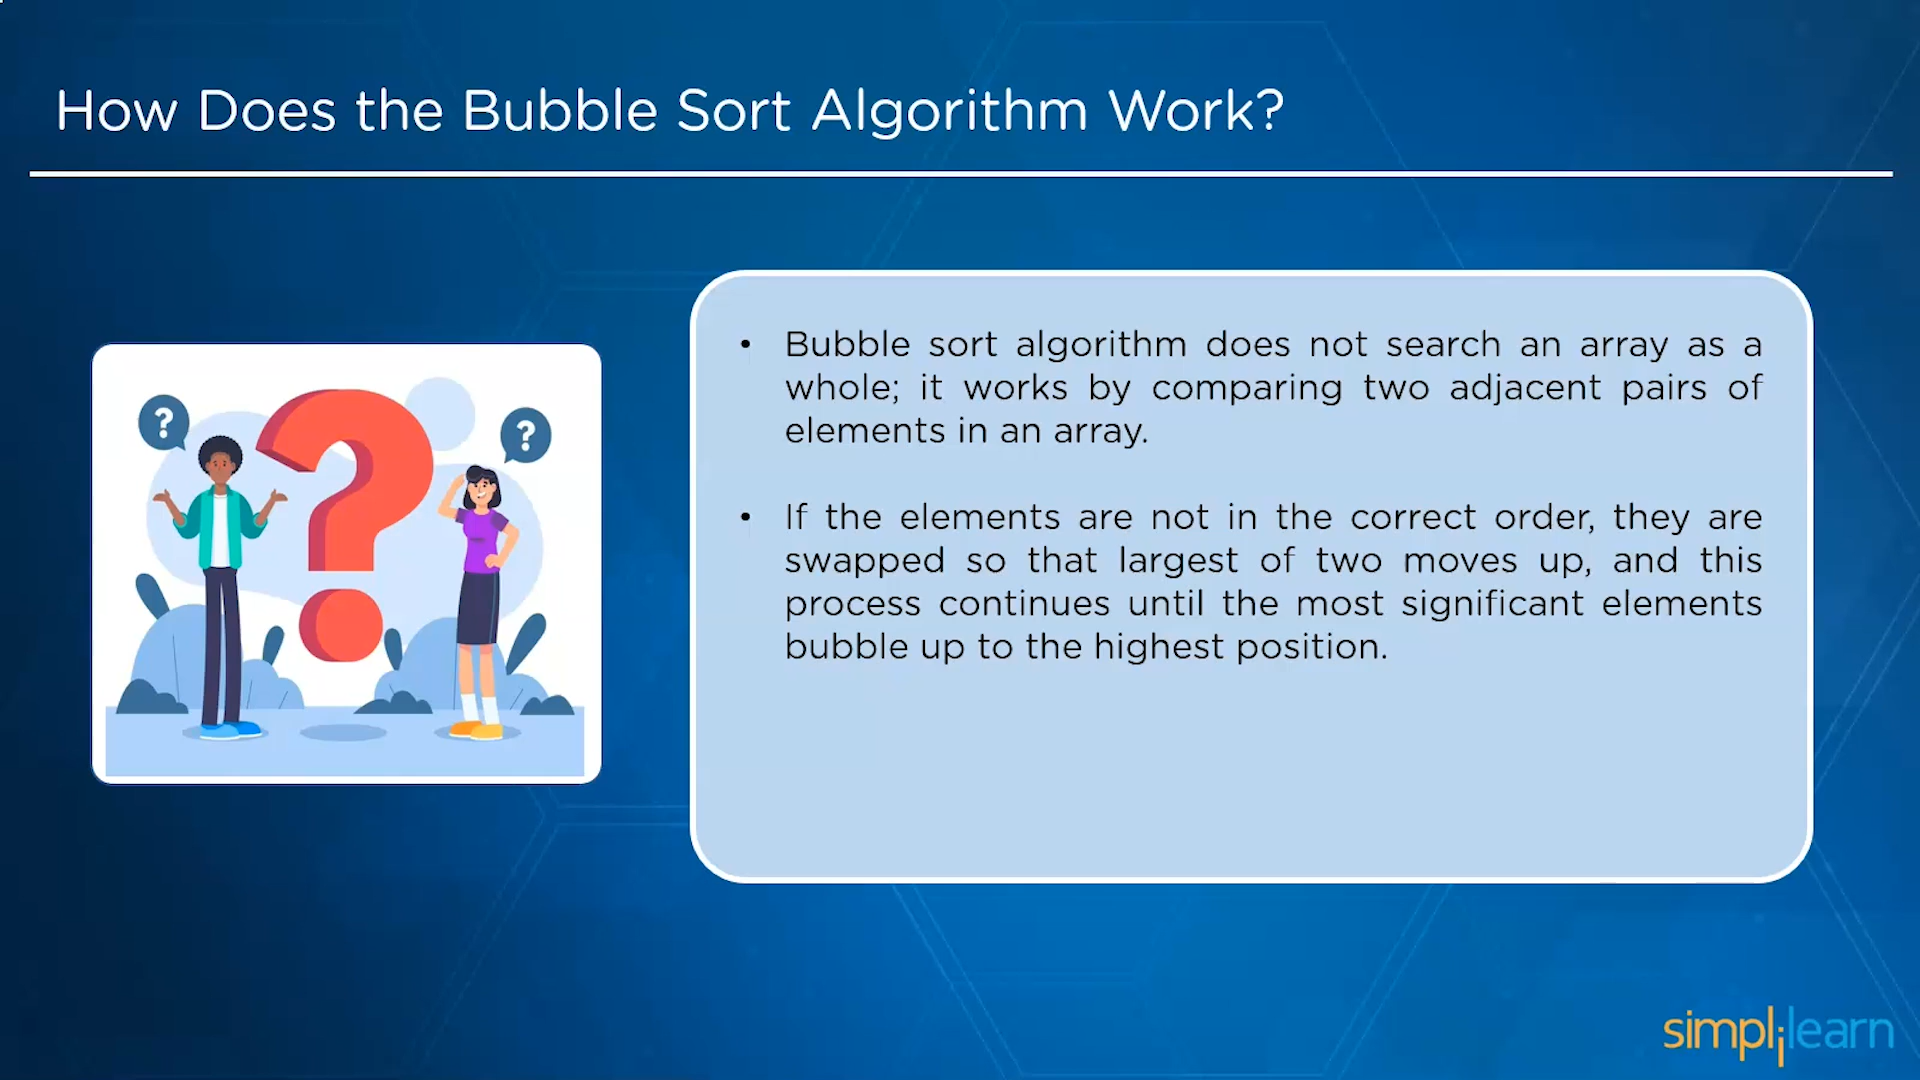 How Does the Bubble Sort Algorithm Work?
? ? ?
• Bubble sort algorithm does not search an array as a
whole; it works by comparing two adjacent pairs of
elements in an array.
• If the elements are not in the correct order, they are
swapped so that largest of two moves up, and this
process continues until the most significant elements
bubble up to the highest position.
simplilearn